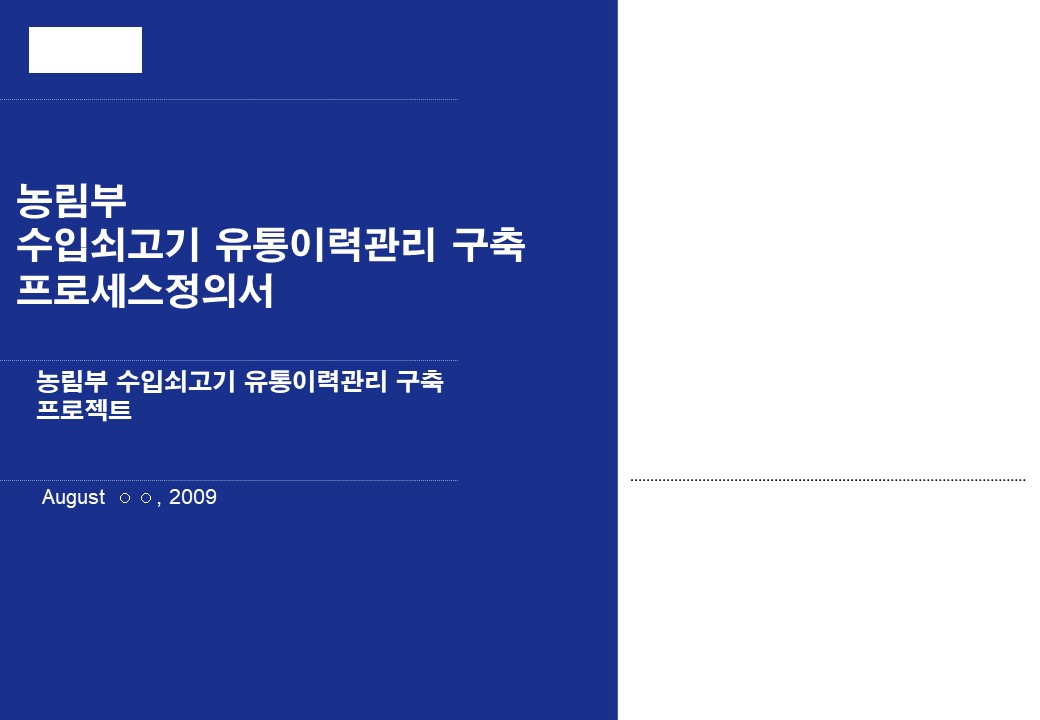 농림부
수입쇠고기 유통이력관리 구축
프로세스정의서
농림부 수입쇠고기 유통이력관리 구축
프로젝트
August ○ ○, 2009